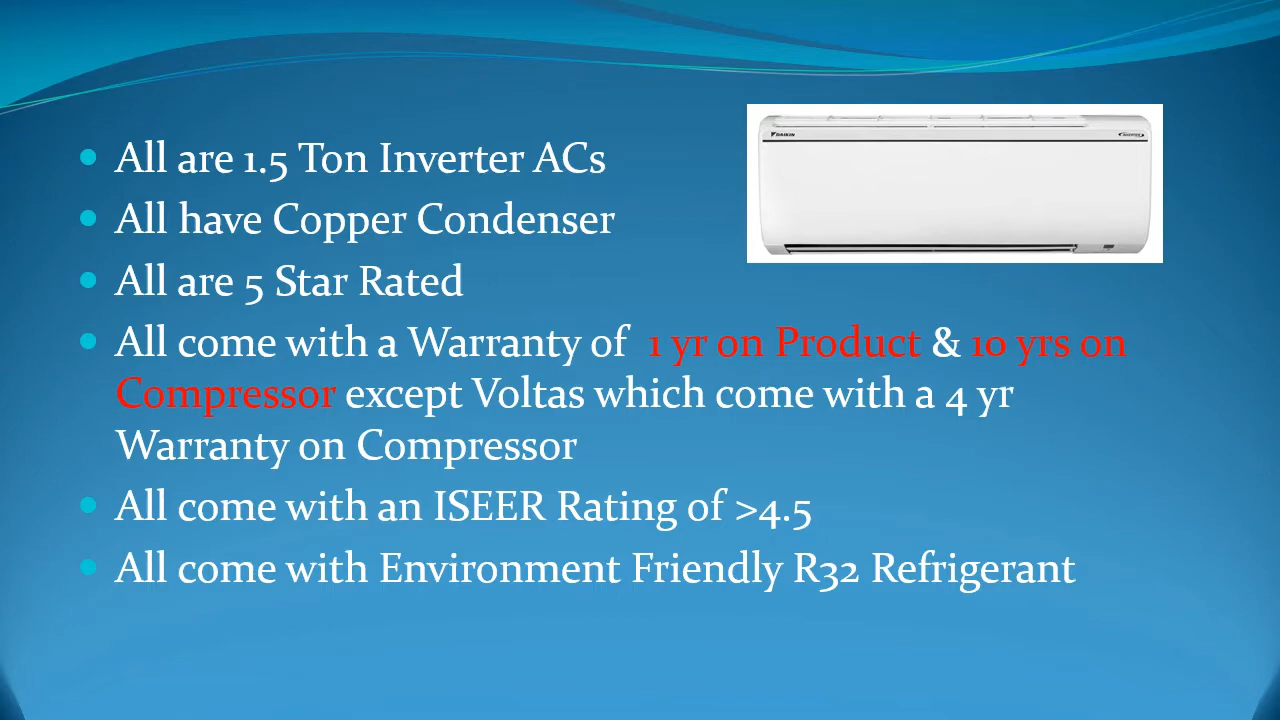 DAIKIN
INVERTER
All are 1.5 Ton Inverter ACs
All have Copper Condenser
All are 5 Star Rated
All come with a Warranty of 1 yr on Product & 10 yrs on
Compressor except Voltas which come with a 4 yr
Warranty on Compressor
All come with an ISEER Rating of >4.5
All come with Environment Friendly R32 Refrigerant